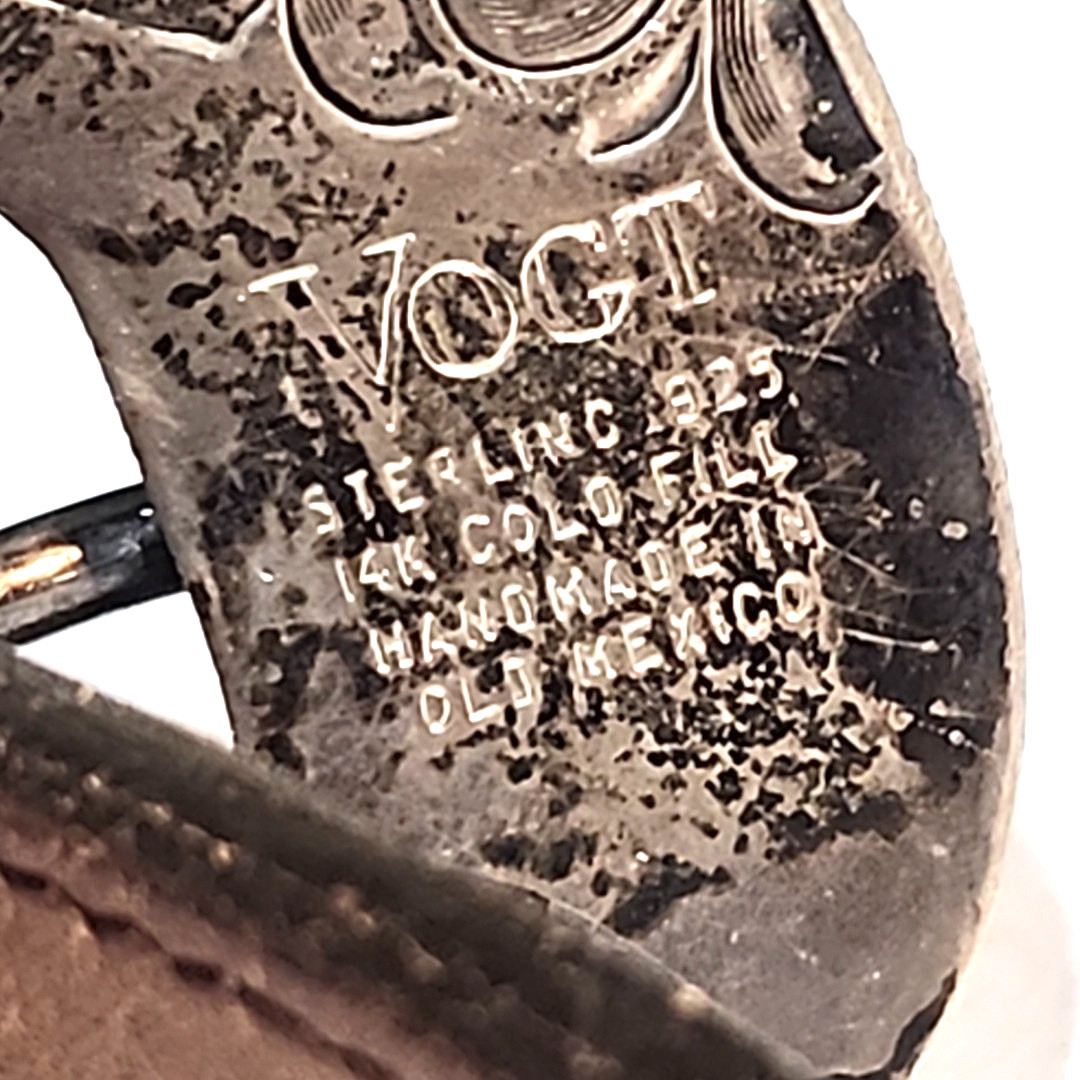 VOGT
STERLING .925
14K GOLD FILL
HANDMADE IN
OLD MEXICO